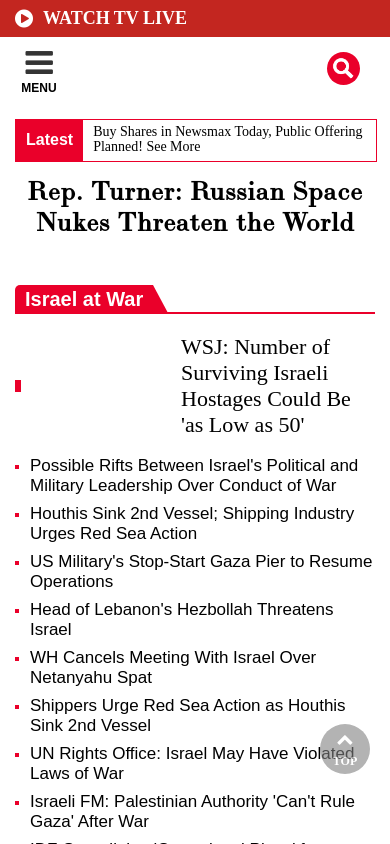 WATCH TV LIVE
MENU
Latest
Buy Shares in Newsmax Today, Public Offering
Planned! See More
Rep. Turner: Russian Space
Nukes Threaten the World
Israel at War
WSJ: Number of
Surviving Israeli
Hostages Could Be
'as Low as 50'
Possible Rifts Between Israel's Political and
Military Leadership Over Conduct of War
Houthis Sink 2nd Vessel; Shipping Industry
Urges Red Sea Action
US Military's Stop-Start Gaza Pier to Resume
Operations
Head of Lebanon's Hezbollah Threatens
Israel
WH Cancels Meeting With Israel Over
Netanyahu Spat
Shippers Urge Red Sea Action as Houthis
Sink 2nd Vessel
UN Rights Office: Israel May Have Violated
Laws of War
TOP
Israeli FM: Palestinian Authority 'Can't Rule
Gaza' After War